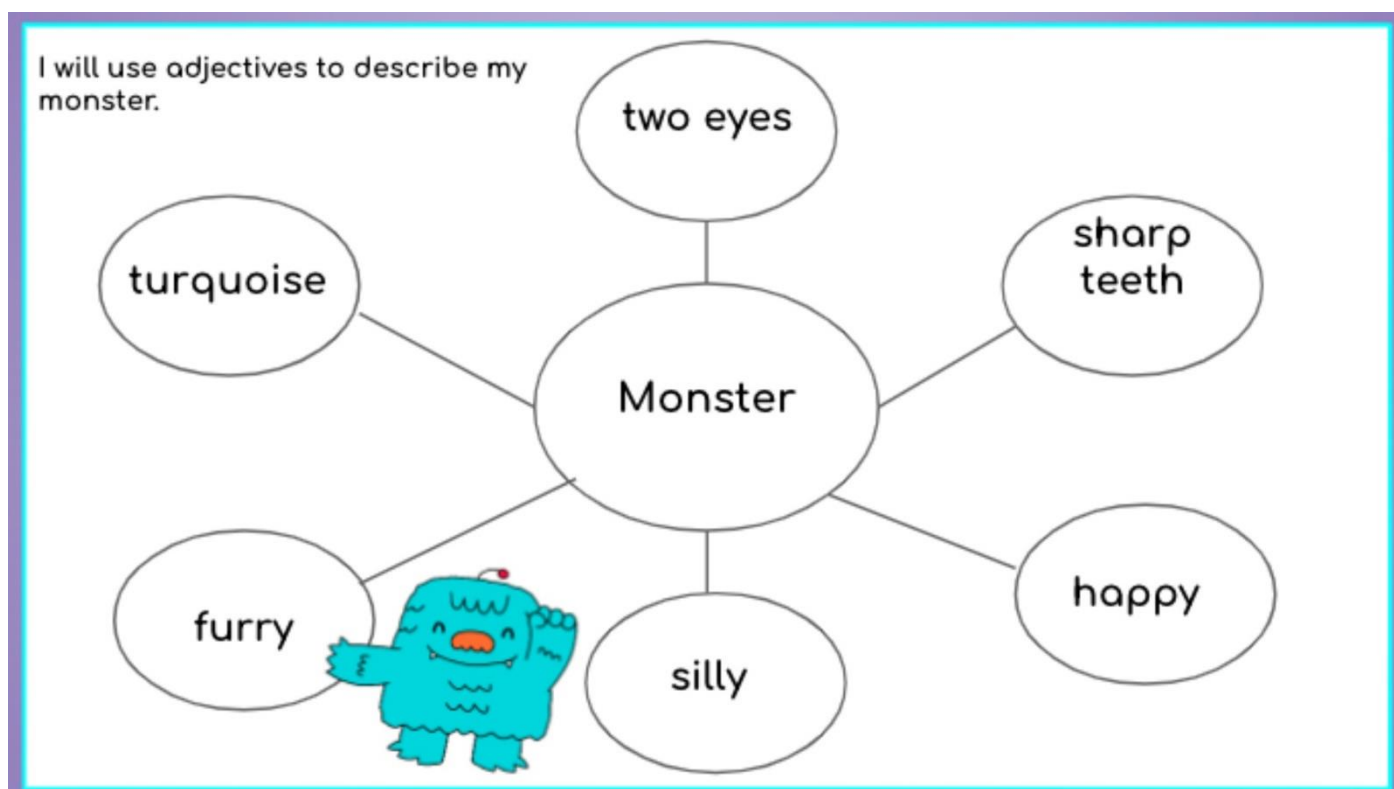 I will use adjectives to describe my
monster.
two eyes
turquoise
sharp
teeth
Monster
furry
happy
silly